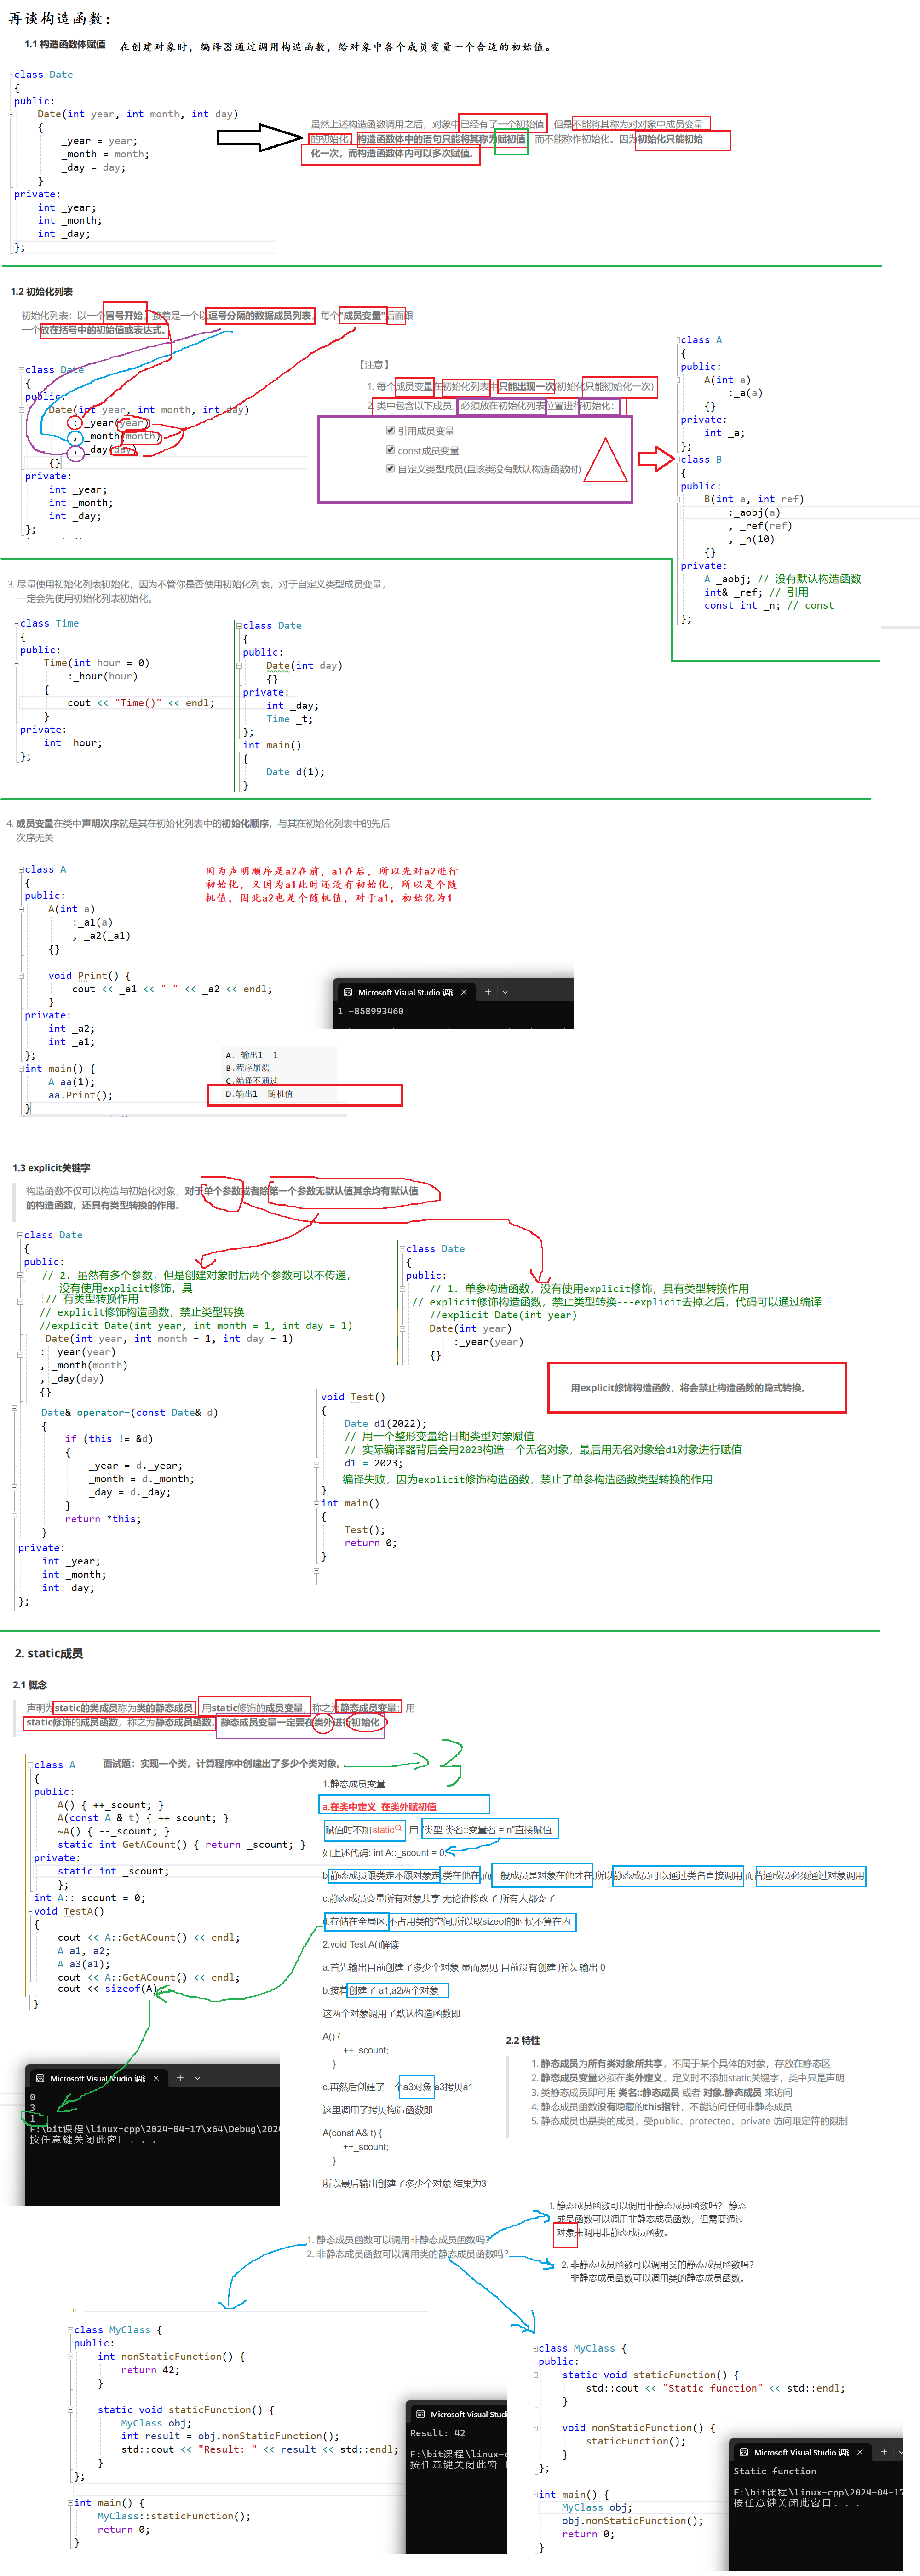 再谈构造函数:
1.1 构造函数体赋值 在创建对象时，编译器通过调用构造函数，给对象中各个成员变量一个合适的初始值。
class Date
{
public:
Date(int year, int month, int day)
{
_year = year;
_month = month;
_day = day;
}
private:
int _year;
int _month;
int _day;
};
虽然上述构造函数调用之后，对象中已经有了一个初始值，但是不能将其称为对对象中成员变量
的初始化，构造函数体中的语句只能将其称为赋初值，而不能称作初始化。因为初始化只能初始
化一次，而构造函数体内可以多次赋值。
1.2 初始化列表
初始化列表：以一个冒号开始，接着是一个以逗号分隔的数据成员列表，每个"成员变量"后面跟
一个放在括号中的初始值或表达式。
class Date
{
public:
Date(int year, int month, int day)
: _year(year)
, _month(month)
, _day(day)
{}
private:
int _year;
int _month;
int _day;
};
【注意】
1. 每个成员变量在初始化列表中只能出现一次(初始化只能初始化一次)
2. 类中包含以下成员，必须放在初始化列表位置进行初始化：
引用成员变量
const成员变量
自定义类型成员(且该类没有默认构造函数时)
class A
{
public:
A(int a)
:_a(a)
{}
private:
int _a;
};
class B
{
public:
B(int a, int ref)
:_aobj(a)
, _ref(ref)
, _n(10)
{}
private:
A _aobj; // 没有默认构造函数
int& _ref; // 引用
const int _n; // const
};
3. 尽量使用初始化列表初始化，因为不管你是否使用初始化列表，对于自定义类型成员变量，
一定会先使用初始化列表初始化。
class Time
{
public:
Time(int hour = 0)
:_hour(hour)
{
cout << "Time()" << endl;
}
private:
int _hour;
};
class Date
{
public:
Date(int day)
{}
private:
int _day;
Time _t;
};
int main()
{
Date d(1);
}
4. 成员变量在类中声明次序就是其在初始化列表中的初始化顺序，与其在初始化列表中的先后
次序无关
class A
{
public:
A(int a)
:_a1(a)
, _a2(_a1)
{}
void Print() {
cout << _a1 << " " << _a2 << endl;
}
private:
int _a2;
int _a1;
};
int main() {
A aa(1);
aa.Print();
}
因为声明顺序是a2在前，a1在后，所以先对a2进行
初始化，又因为a1此时还没有初始化，所以是个随
机值，因此a2也是个随机值，对于a1，初始化为1
Microsoft Visual Studio 调试
1 -858993460
A. 输出1 1
B.程序崩溃
C.编译不通过
D.输出1 随机值
1.3 explicit关键字
构造函数不仅可以构造与初始化对象，对于单个参数或者除第一个参数无默认值其余均有默认值
的构造函数，还具有类型转换的作用。
class Date
{
public:
// 2. 虽然有多个参数，但是创建对象时后两个参数可以不传递，
没有使用explicit修饰，具
// 有类型转换作用
// explicit修饰构造函数，禁止类型转换
//explicit Date(int year, int month = 1, int day = 1)
Date(int year, int month = 1, int day = 1)
: _year(year)
, _month(month)
, _day(day)
{}
Date& operator=(const Date& d)
{
if (this != &d)
{
_year = d._year;
_month = d._month;
_day = d._day;
}
return *this;
}
private:
int _year;
int _month;
int _day;
};
class Date
{
public:
// 1. 单参构造函数，没有使用explicit修饰，具有类型转换作用
// explicit修饰构造函数，禁止类型转换---explicit去掉之后，代码可以通过编译
//explicit Date(int year)
Date(int year)
:_year(year)
{}
用explicit修饰构造函数，将会禁止构造函数的隐式转换。
void Test()
{
Date d1(2022);
// 用一个整形变量给日期类型对象赋值
// 实际编译器背后会用2023构造一个无名对象，最后用无名对象给d1对象进行赋值
d1 = 2023;
编译失败，因为explicit修饰构造函数，禁止了单参构造函数类型转换的作用
}
int main()
{
Test();
return 0;
}
2. static成员
2.1 概念
声明为static的类成员称为类的静态成员，用static修饰的成员变量，称之为静态成员变量；用
static修饰的成员函数，称之为静态成员函数。静态成员变量一定要在类外进行初始化
面试题：实现一个类，计算程序中创建出了多少个类对象。
3
class A
{
public:
A() { ++_scount; }
A(const A & t) { ++_scount; }
~A() { --_scount; }
static int GetACount() { return _scount; }
private:
static int _scount;
};
int A::_scount = 0;
void TestA()
{
cout << A::GetACount() << endl;
A a1, a2;
A a3(a1);
cout << A::GetACount() << endl;
cout << sizeof(A);
}
Microsoft Visual Studio 调试
0
3
1
F:\bit课程\linux-cpp\2024-04-17\x64\Debug\202
按任意键关闭此窗口. . .
1.静态成员变量
a.在类中定义 在类外赋初值
赋值时不加static 用 "类型 类名::变量名 = n"直接赋值
如上述代码: int A::_scount = 0;
b.静态成员跟类走不跟对象走,类在他在,而一般成员是对象在他才在,所以静态成员可以通过类名直接调用,而普通成员必须通过对象调用
c.静态成员变量所有对象共享 无论谁修改了 所有人都变了
d.存储在全局区,不占用类的空间,所以取sizeof的时候不算在内
2.void Test A()解读
a.首先输出目前创建了多少个对象 显而易见 目前没有创建 所以 输出 0
b.接着创建了 a1,a2两个对象
这两个对象调用了默认构造函数即
A() {
++_scount;
}
c.再然后创建了一个a3对象 a3拷贝a1
这里调用了拷贝构造函数即
A(const A& t) {
++_scount;
}
所以最后输出创建了多少个对象 结果为3
2.2 特性
1. 静态成员为所有类对象所共享，不属于某个具体的对象，存放在静态区
2. 静态成员变量必须在类外定义，定义时不添加static关键字，类中只是声明
3. 类静态成员即可用 类名::静态成员 或者 对象.静态成员 来访问
4. 静态成员函数没有隐藏的this指针，不能访问任何非静态成员
5. 静态成员也是类的成员，受public、protected、private 访问限定符的限制
1. 静态成员函数可以调用非静态成员函数吗？
2. 非静态成员函数可以调用类的静态成员函数吗？
1. 静态成员函数可以调用非静态成员函数吗？ 静态
成员函数可以调用非静态成员函数，但需要通过
对象来调用非静态成员函数。
2. 非静态成员函数可以调用类的静态成员函数吗？
非静态成员函数可以调用类的静态成员函数。
class MyClass {
public:
int nonStaticFunction() {
return 42;
}
static void staticFunction() {
MyClass obj;
int result = obj.nonStaticFunction();
std::cout << "Result: " << result << std::endl;
}
};
int main() {
MyClass::staticFunction();
return 0;
}
Microsoft Visual Studi
Result: 42
F:\bit课程\linux-c
按任意键关闭此窗口
class MyClass {
public:
static void staticFunction() {
std::cout << "Static function" << std::endl;
}
void nonStaticFunction() {
staticFunction();
}
};
int main() {
MyClass obj;
obj.nonStaticFunction();
return 0;
}
Microsoft Visual Studio 调试
Static function
F:\bit课程\linux-cpp\2024-04-17
按任意键关闭此窗口. . .